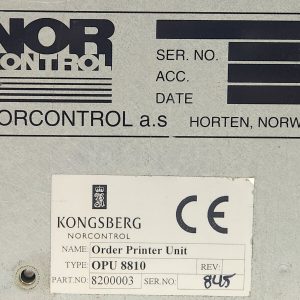 NOR
CONTROL
SER. NO.
ACC.
DATE
NORCONTROL a.s HORTEN, NORW
KONGSBERG
NORCONTROL
CE
NAME: Order Printer Unit
TYPE: OPU 8810 REV:
PART.NO: 8200003 SER.NO: 845